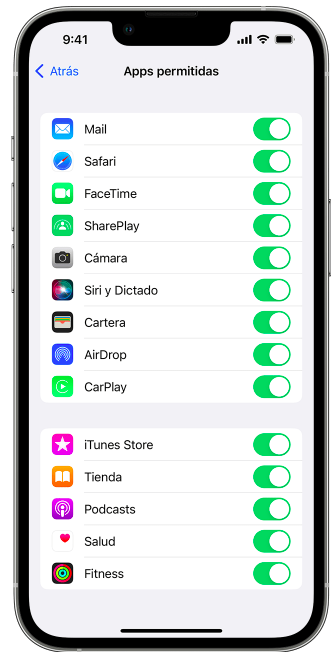 9:41
Atrás
Apps permitidas
Mail
Safari
FaceTime
SharePlay
Cámara
Siri y Dictado
Cartera
AirDrop
CarPlay
iTunes Store
Tienda
Podcasts
Salud
Fitness